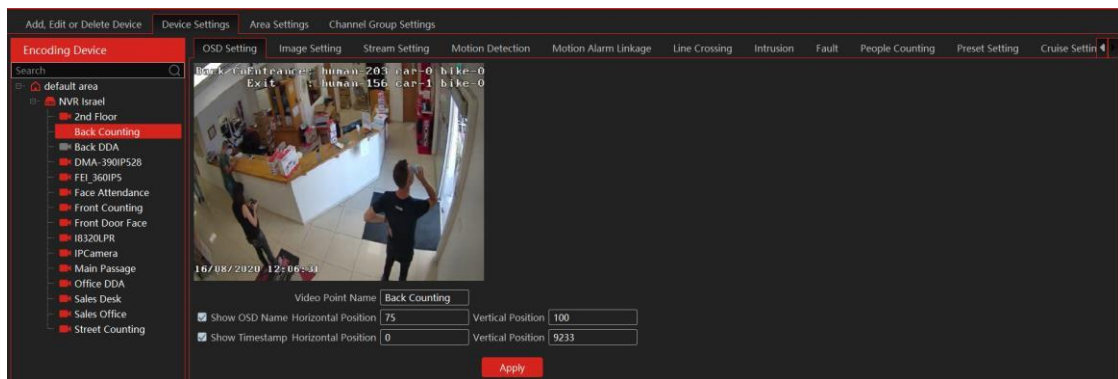 Add, Edit or Delete Device Device Settings Area Settings Channel Group Settings
Encoding Device
OSD Setting Image Setting Stream Setting Motion Detection Motion Alarm Linkage Line Crossing Intrusion Fault People Counting Preset Setting Cruise Settin
Search
default area
NVR Israel
2nd Floor
Back Counting
Back DDA
DMA-390IP528
FEI_360IP5
Face Attendance
Front Counting
Front Door Face
I8320LPR
IPCamera
Main Passage
Office DDA
Sales Desk
Sales Office
Street Counting
Entrance: human-203 car-0 bike-0
Exit : human-156 car-1 bike-0
16/08/2020 12:06:31
Video Point Name Back Counting
Show OSD Name Horizontal Position 75 Vertical Position 100
Show Timestamp Horizontal Position 0 Vertical Position 9233
Apply